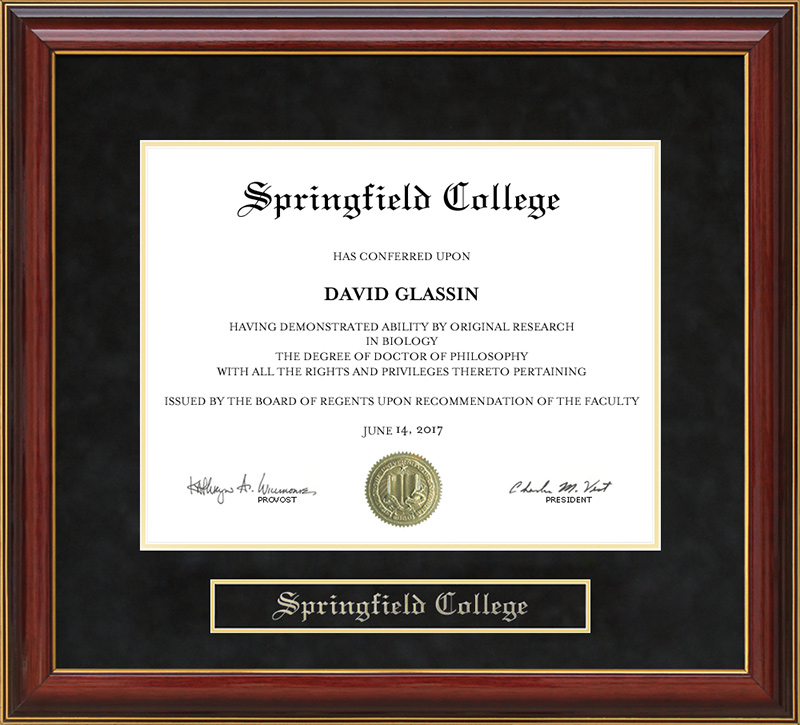 Springfield College
HAS CONFERRED UPON
DAVID GLASSIN
HAVING DEMONSTRATED ABILITY BY ORIGINAL RESEARCH
IN BIOLOGY
THE DEGREE OF DOCTOR OF PHILOSOPHY
WITH ALL THE RIGHTS AND PRIVILEGES THERETO PERTAINING
ISSUED BY THE BOARD OF REGENTS UPON RECOMMENDATION OF THE FACULTY
JUNE 14, 2017
Charles M. Vest
PROVOST
PRESIDENT
Springfield College